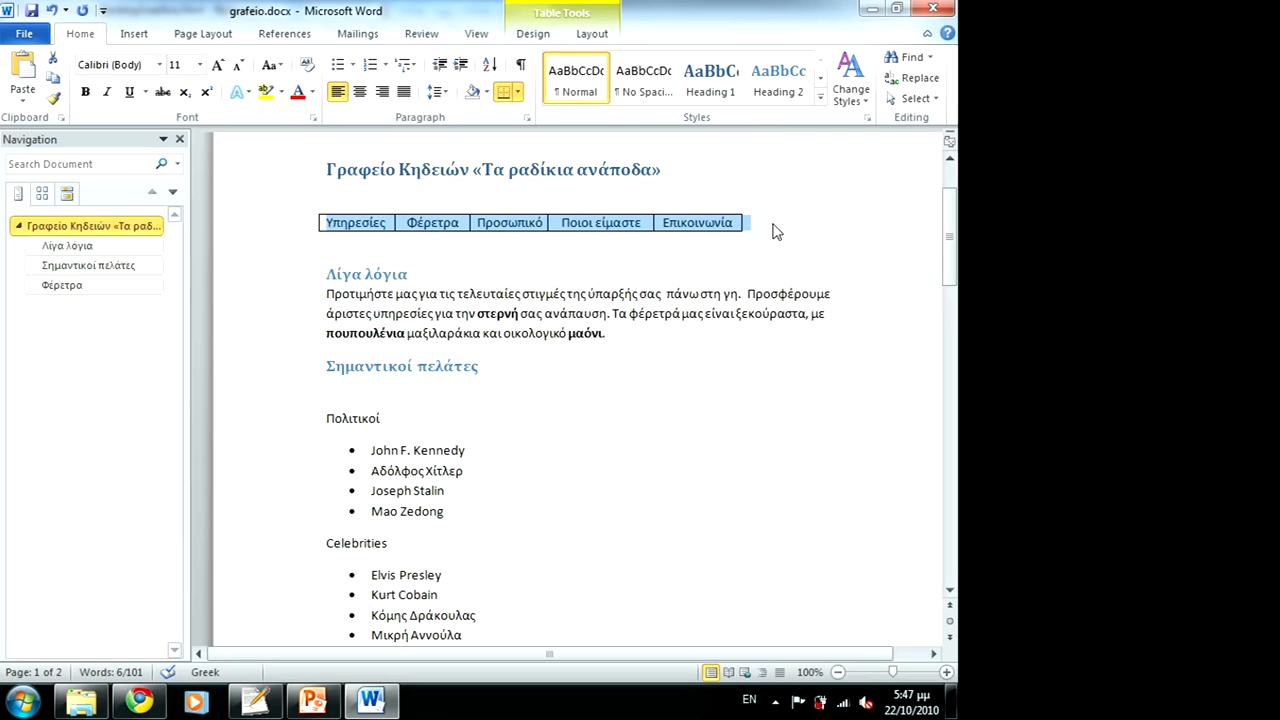 grafeio.docx - Microsoft Word
Table Tools
File Home Insert Page Layout References Mailings Review View Design Layout
Paste
Calibri (Body) 11
Aa
B I U abc x₂ x² A ab A
AaBbCcDc AaBbCcDc AaBbC AaBbCc
¶ Normal ¶ No Spaci... Heading 1 Heading 2
Change Styles
Find
Replace
Select
Clipboard Font Paragraph Styles Editing
Navigation
Search Document
Γραφείο Κηδειών «Τα ραδ...
Λίγα λόγια
Σημαντικοί πελάτες
Φέρετρα
Γραφείο Κηδειών «Τα ραδίκια ανάποδα»
Υπηρεσίες Φέρετρα Προσωπικό Ποιοι είμαστε Επικοινωνία
Λίγα λόγια
Προτιμήστε μας για τις τελευταίες στιγμές της ύπαρξής σας πάνω στη γη. Προσφέρουμε
άριστες υπηρεσίες για την στερνή σας ανάπαυση. Τα φέρετρά μας είναι ξεκούραστα, με
πουπουλένια μαξιλαράκια και οικολογικό μαόνι.
Σημαντικοί πελάτες
Πολιτικοί
• John F. Kennedy
• Αδόλφος Χίτλερ
• Joseph Stalin
• Mao Zedong
Celebrities
• Elvis Presley
• Kurt Cobain
• Κόμης Δράκουλας
• Μικρή Αννούλα
Page: 1 of 2 Words: 6/101 Greek 100%
EN
5:47 μμ
22/10/2010